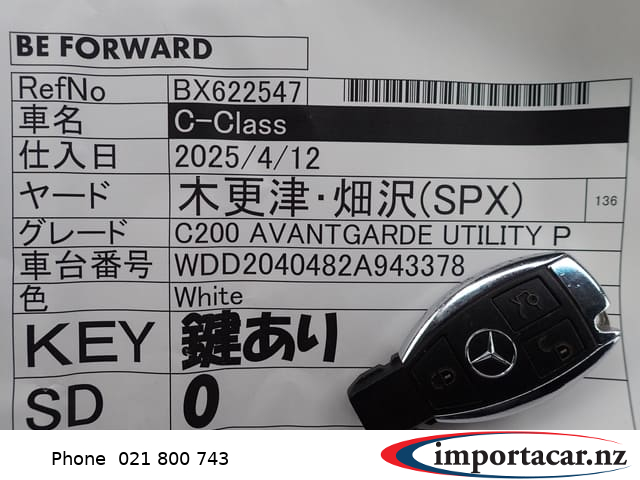 BE FORWARD
RefNo BX622547
車名 C-Class
仕入日 2025/4/12
ヤード 木更津・畑沢(SPX) 136
グレード C200 AVANTGARDE UTILITY P
車台番号 WDD2040482A943378
色 White
KEY 鍵あり
SD 0
Phone 021 800 743
importacar.nz